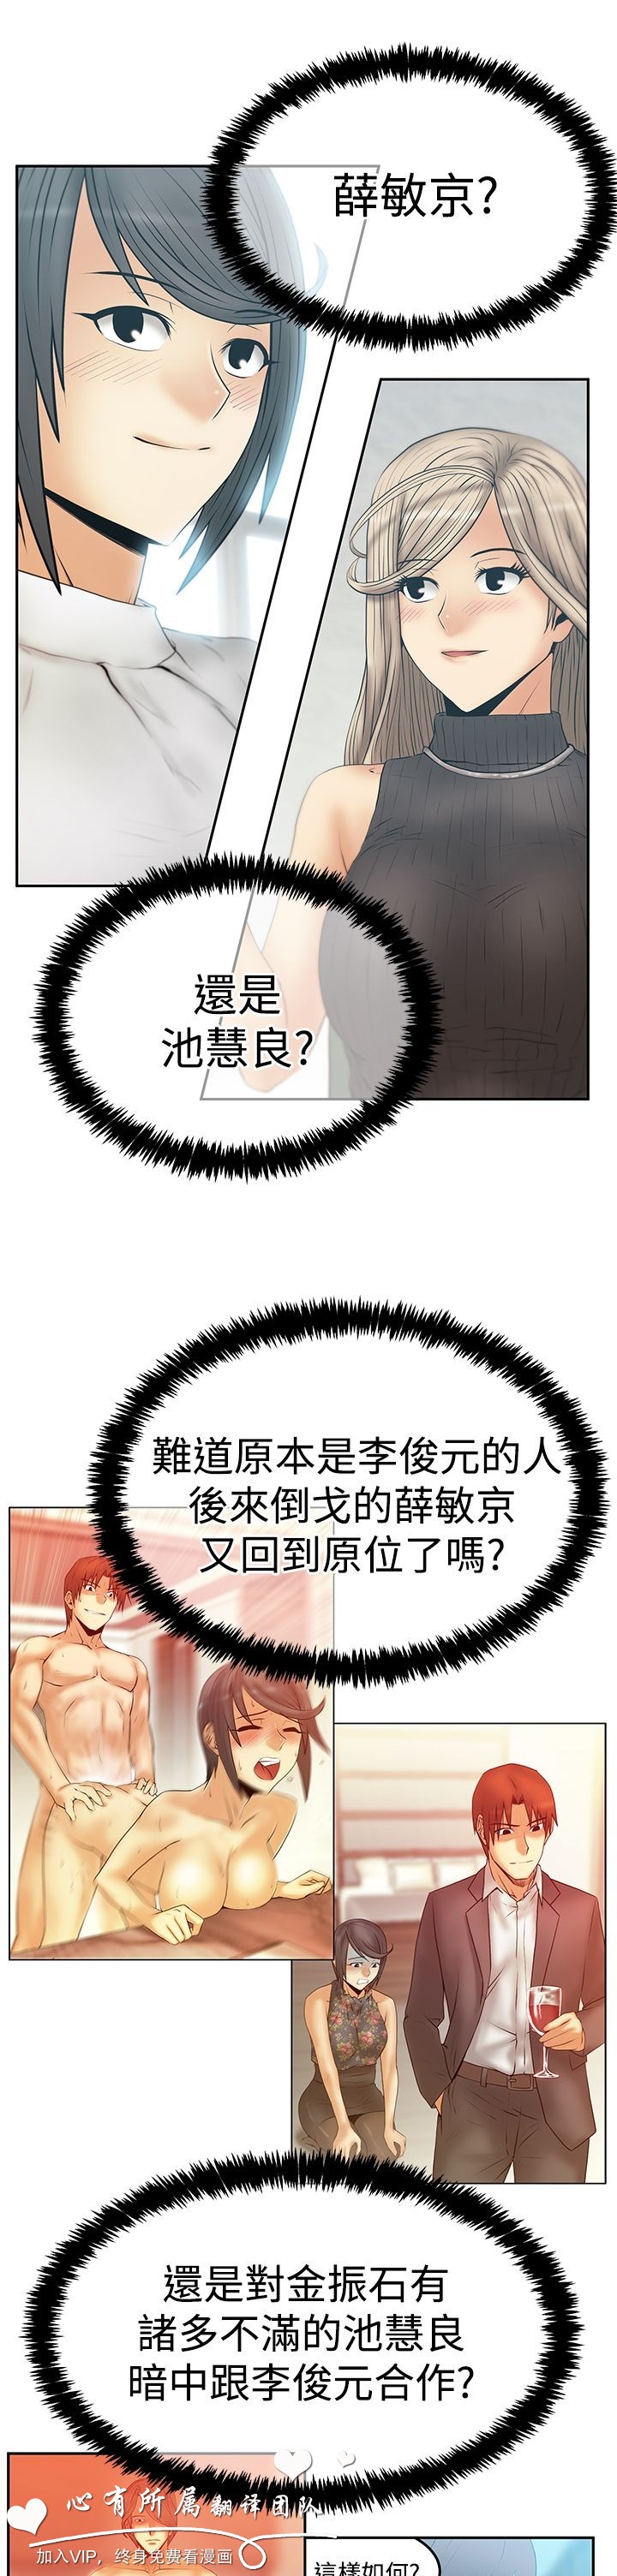 薛敏京?
還是
池慧良?
難道原本是李俊元的人
後來倒戈的薛敏京
又回到原位了嗎?
還是對金振石有
諸多不滿的池慧良
暗中跟李俊元合作?
心有所属翻译团队
加入VIP，终身免费看漫画
這樣如何?